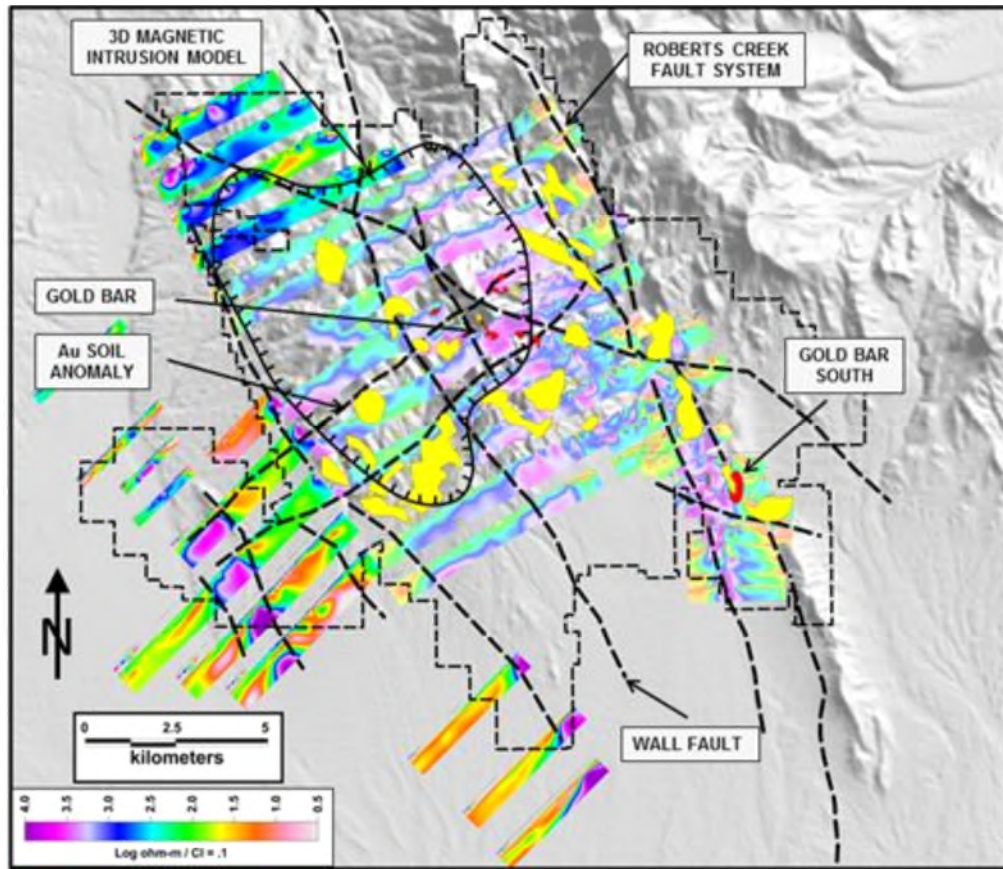 3D MAGNETIC
INTRUSION MODEL
ROBERTS CREEK
FAULT SYSTEM
GOLD BAR
Au SOIL
ANOMALY
GOLD BAR
SOUTH
N
0 2.5 5
kilometers
WALL FAULT
4.0 3.5 3.0 2.5 2.0 1.5 1.0 0.5
Log ohm-m / CI = .1